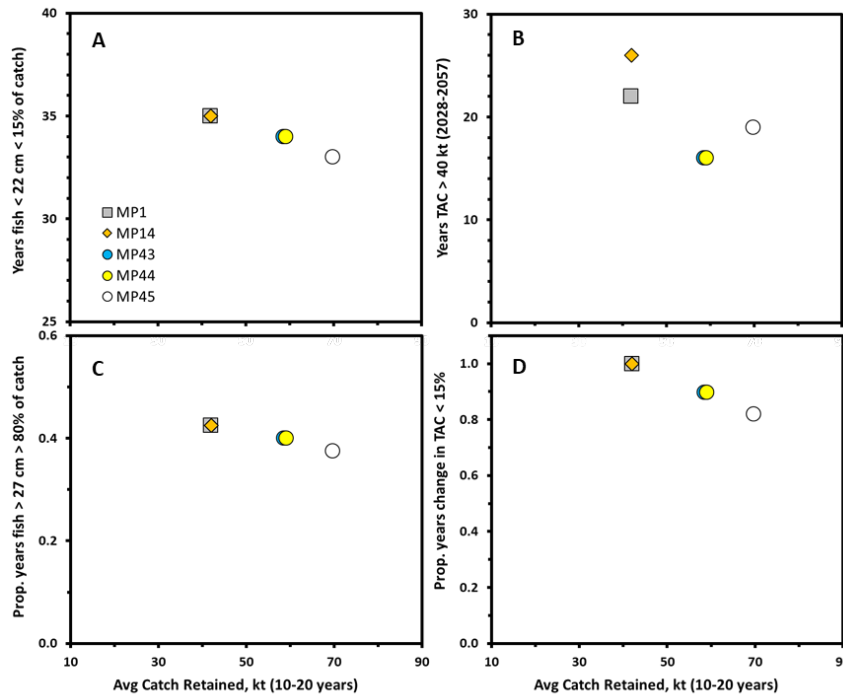 A
Years fish < 22 cm < 15% of catch)
40
35
30
25
MP1
MP14
MP43
MP44
MP45
B
Years TAC > 40 kt (2028-2057)
30
20
10
0
C
Prop. years fish > 27 cm > 80% of catch
0.6
0.4
0.2
0.0
10 30 50 70 90
Avg Catch Retained, kt (10-20 years)
D
Prop. years change in TAC < 15%
1.0
0.8
0.6
0.4
0.2
0.0
10 30 50 70 90
Avg Catch Retained, kt (10-20 years)